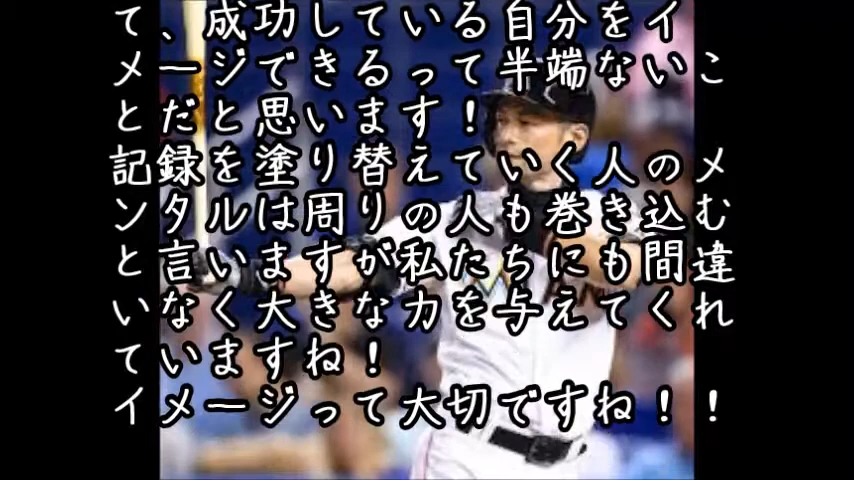 て、成功している自分をイ
メージできるって半端ないこ
とだと思います！
記録を塗り替えていく人のメ
ンタルは周りの人も巻き込む
と言いますが私たちにも間違
いなく大きな力を与えてくれ
ていますね！
イメージって大切ですね！！